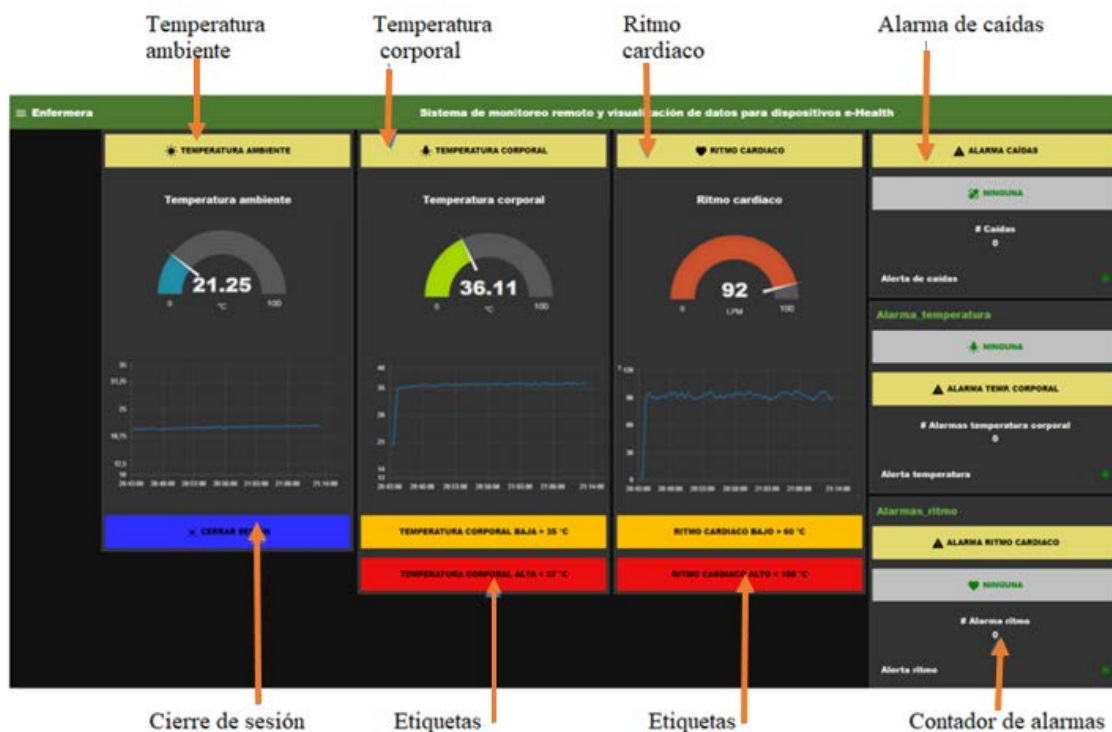 Temperatura
ambiente
Temperatura
corporal
Ritmo
cardiaco
Alarma de caídas
Enfermera
Sistema de monitoreo remoto y visualización de datos para dispositivos e-Health
TEMPERATURA AMBIENTE
Temperatura ambiente
21.25
0
°C
100
CERRAR SESIÓN
TEMPERATURA CORPORAL
Temperatura corporal
36.11
0
°C
100
TEMPERATURA CORPORAL BAJA > 35 °C
TEMPERATURA CORPORAL ALTA < 37 °C
RITMO CARDIACO
Ritmo cardiaco
92
0
LPM
100
RITMO CARDIACO BAJO > 60 °C
RITMO CARDIACO ALTO < 100 °C
ALARMA CAÍDAS
NINGUNA
# Caídas
0
Alerta de caídas
Alarma_temperatura
NINGUNA
ALARMA TEMP. CORPORAL
# Alarmas temperatura corporal
0
Alerta temperatura
Alarmas_ritmo
ALARMA RITMO CARDIACO
NINGUNA
# Alarma ritmo
0
Alerta ritmo
Cierre de sesión
Etiquetas
Etiquetas
Contador de alarmas